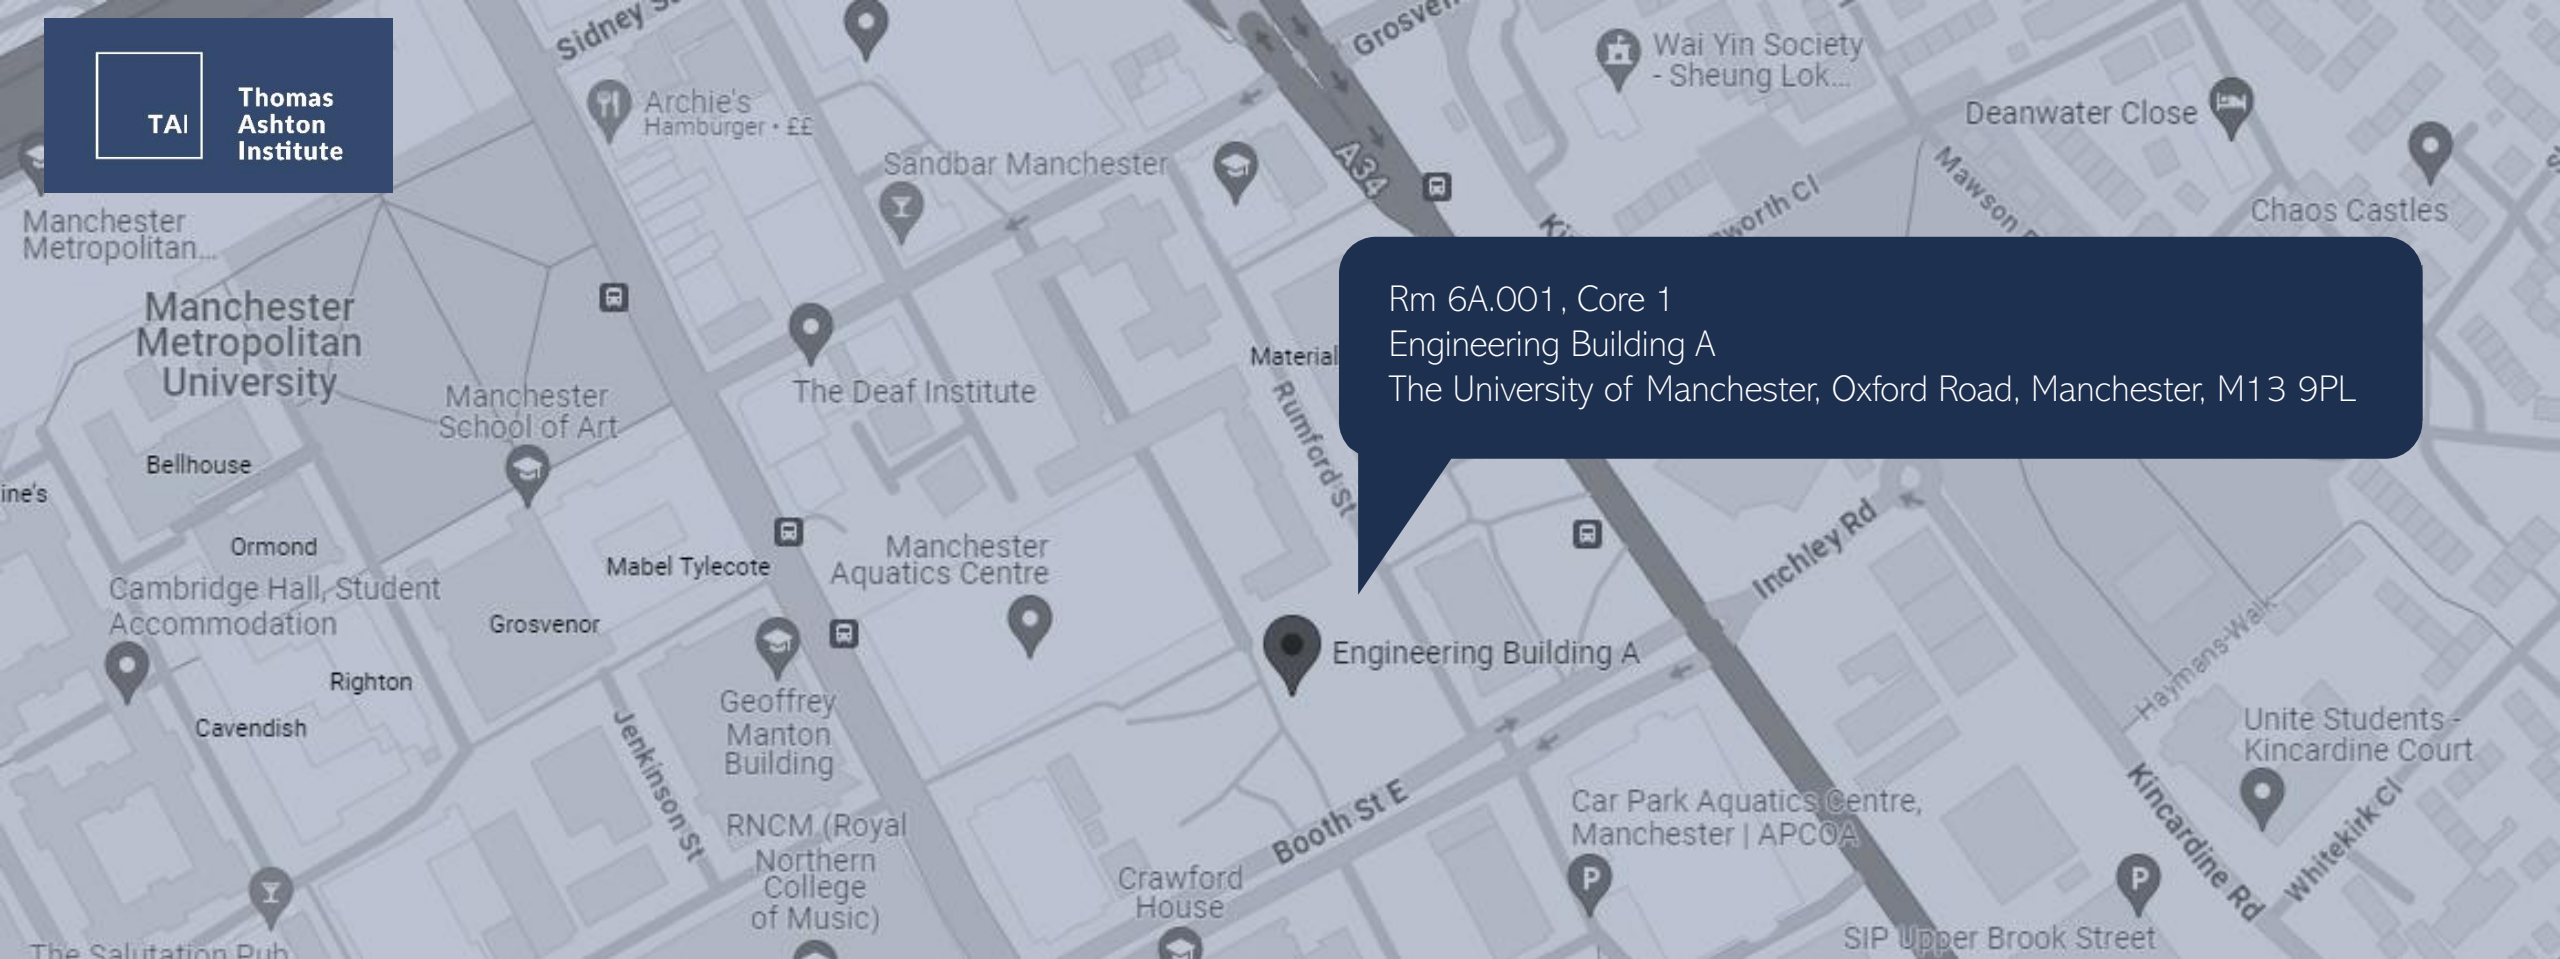 TAI
Thomas
Ashton
Institute
Grosven
Archie's
Hamburger • ££
Wai Yin Society
- Sheung Lok...
Deanwater Close
Sandbar Manchester
A34
Chaos Castles
Manchester
Metropolitan...
worth Cl
Mawson
Rm 6A.001, Core 1
Engineering Building A
The University of Manchester, Oxford Road, Manchester, M13 9PL
Manchester
Metropolitan
University
Material
The Deaf Institute
Manchester
School of Art
Rumford St
Bellhouse
ine's
Ormond
Mabel Tylecote
Manchester
Aquatics Centre
Inchley Rd
Cambridge Hall, Student
Accommodation
Grosvenor
Engineering Building A
Haymans Walk
Righton
Cavendish
Geoffrey
Manton
Building
Jenkinson St
Unite Students -
Kincardine Court
Booth St E
Car Park Aquatics Centre,
Manchester | APCOA
Kincardine Rd
Whitekirk Cl
RNCM (Royal
Northern
College
of Music)
Crawford
House
P
P
SIP Upper Brook Street
The Salutation Pub